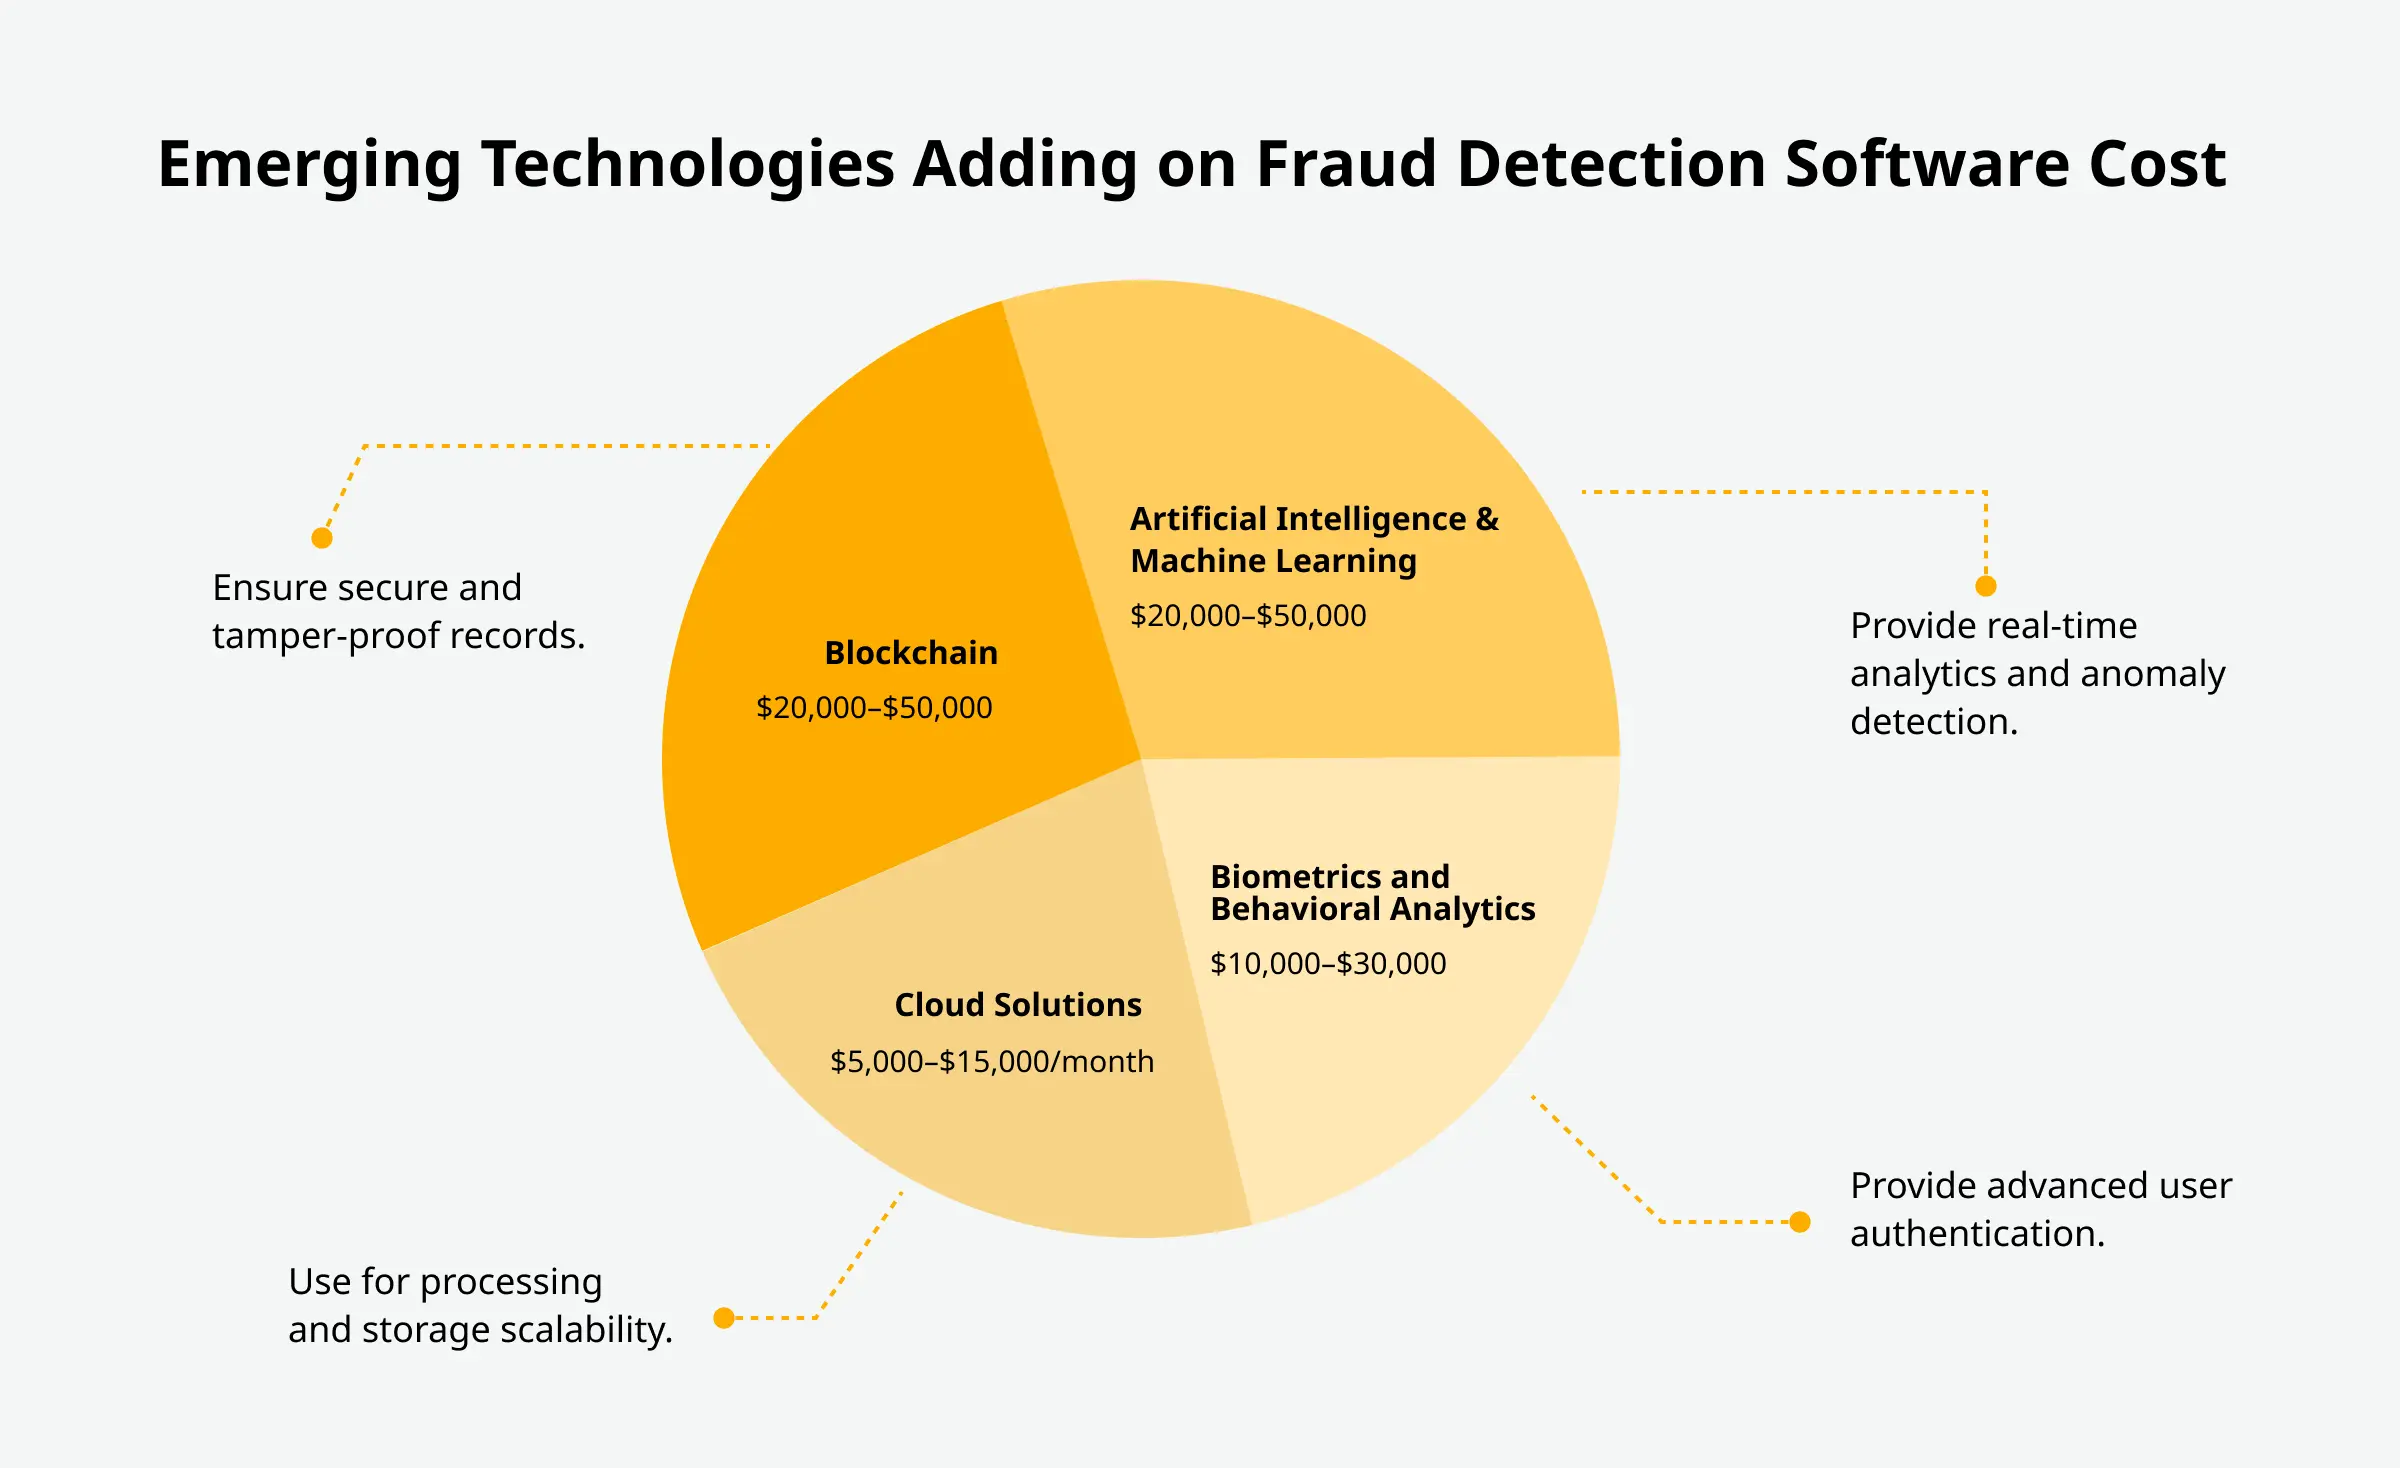 Emerging Technologies Adding on Fraud Detection Software Cost
Artificial Intelligence &
Machine Learning
$20,000–$50,000
Provide real-time
analytics and anomaly
detection.
Blockchain
$20,000–$50,000
Ensure secure and
tamper-proof records.
Biometrics and
Behavioral Analytics
$10,000–$30,000
Provide advanced user
authentication.
Cloud Solutions
$5,000–$15,000/month
Use for processing
and storage scalability.